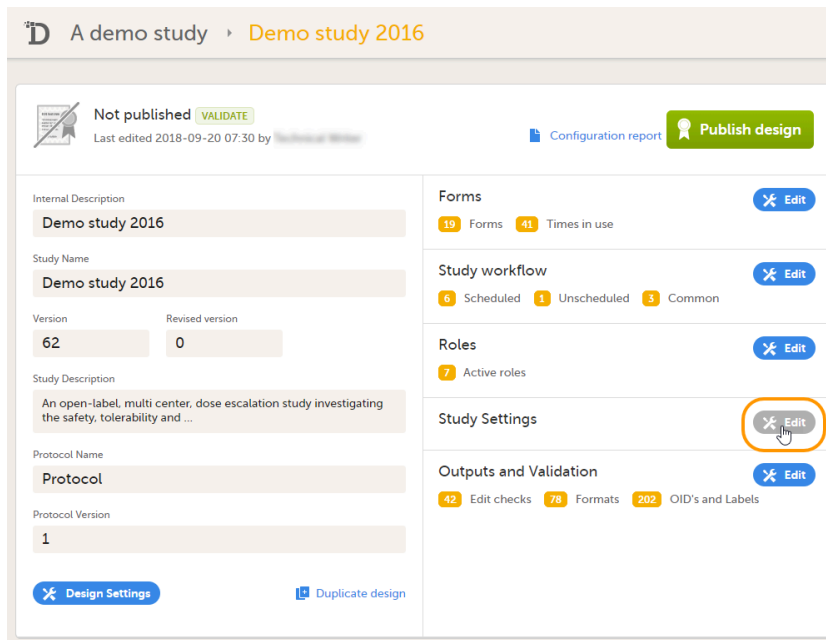 A demo study ‣ Demo study 2016
Not published VALIDATE
Last edited 2018-09-20 07:30 by
Configuration report
Publish design
Internal Description
Demo study 2016
Study Name
Demo study 2016
Version Revised version
62 0
Study Description
An open-label, multi center, dose escalation study investigating
the safety, tolerability and ...
Protocol Name
Protocol
Protocol Version
1
Design Settings
Duplicate design
Forms Edit
19 Forms 41 Times in use
Study workflow Edit
6 Scheduled 1 Unscheduled 3 Common
Roles Edit
7 Active roles
Study Settings Edit
Outputs and Validation Edit
42 Edit checks 78 Formats 202 OID's and Labels